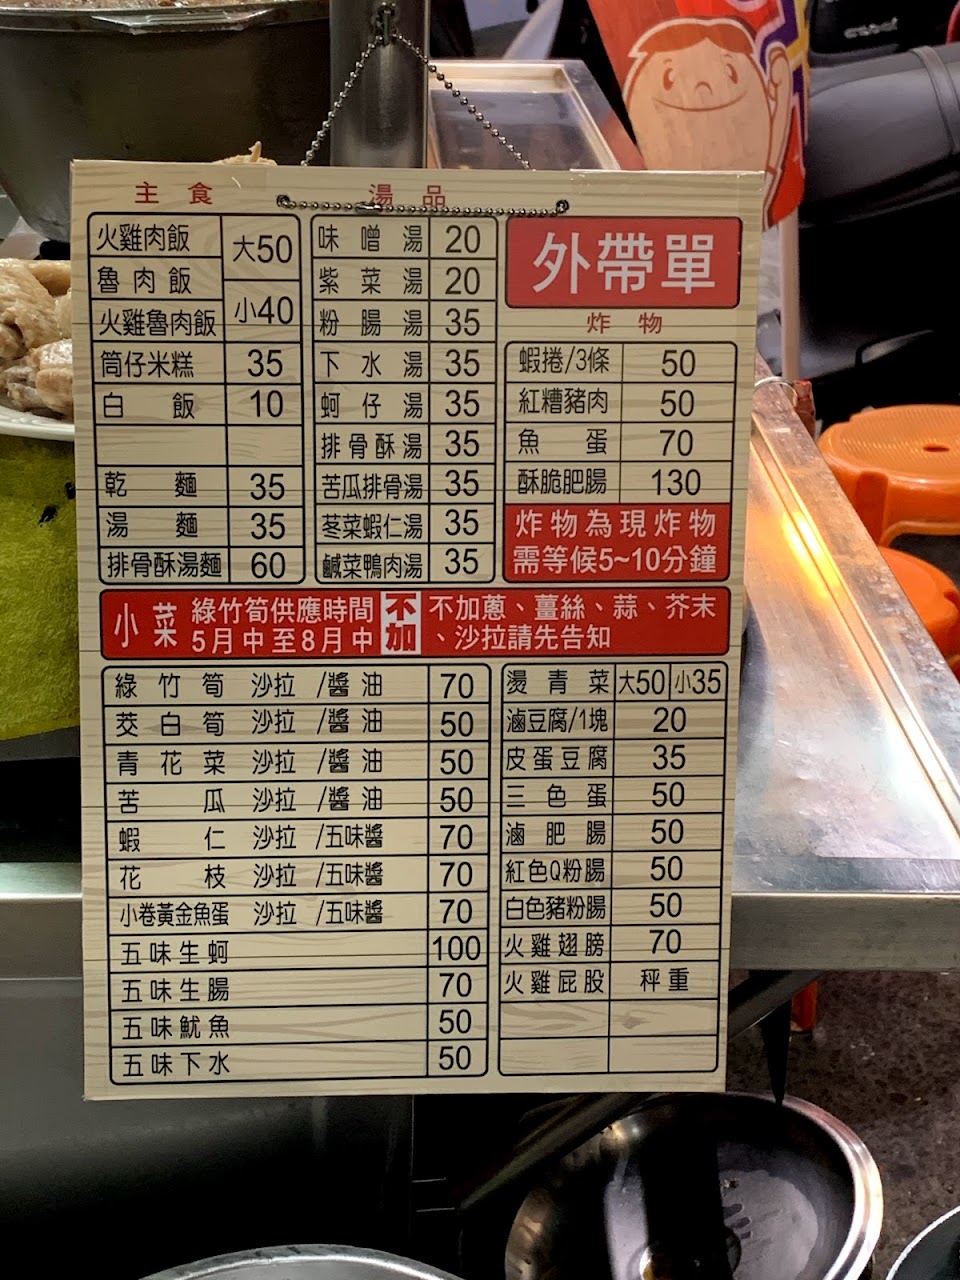 主食
火雞肉飯
魯肉飯
火雞魯肉飯
大50
小40
筒仔米糕 35
白飯 10
乾麵 35
湯麵 35
排骨酥湯麵 60
湯品
味噌湯 20
紫菜湯 20
粉腸湯 35
下水湯 35
蚵仔湯 35
排骨酥湯 35
苦瓜排骨湯 35
苳菜蝦仁湯 35
鹹菜鴨肉湯 35
外帶單
炸物
蝦捲/3條 50
紅糟豬肉 50
魚蛋 70
酥脆肥腸 130
炸物為現炸物
需等候5~10分鐘
小菜
綠竹筍供應時間
5月中至8月中
不加
不加蔥、薑絲、蒜、芥末
、沙拉請先告知
綠竹筍 沙拉 /醬油 70
茭白筍 沙拉 /醬油 50
青花菜 沙拉 /醬油 50
苦瓜 沙拉 /醬油 50
蝦仁 沙拉 /五味醬 70
花枝 沙拉 /五味醬 70
小卷黃金魚蛋 沙拉 /五味醬 70
五味生蚵 100
五味生腸 70
五味魷魚 50
五味下水 50
燙青菜 大50 小35
滷豆腐/1塊 20
皮蛋豆腐 35
三色蛋 50
滷肥腸 50
紅色Q粉腸 50
白色豬粉腸 50
火雞翅膀 70
火雞屁股 秤重